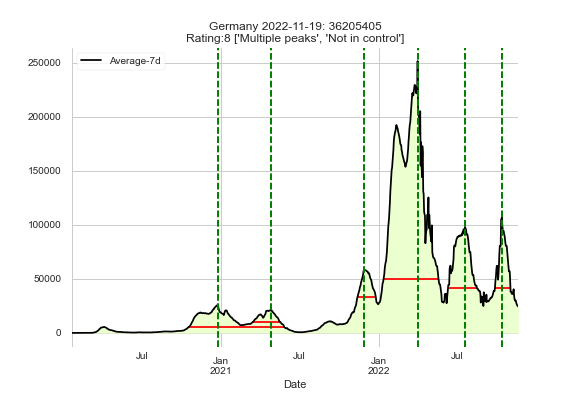 Germany 2022-11-19: 36205405
Rating:8 ['Multiple peaks', 'Not in control']
Average-7d
250000
200000
150000
100000
50000
0
Jul
Jan
2021
Jul
Jan
2022
Jul
Date